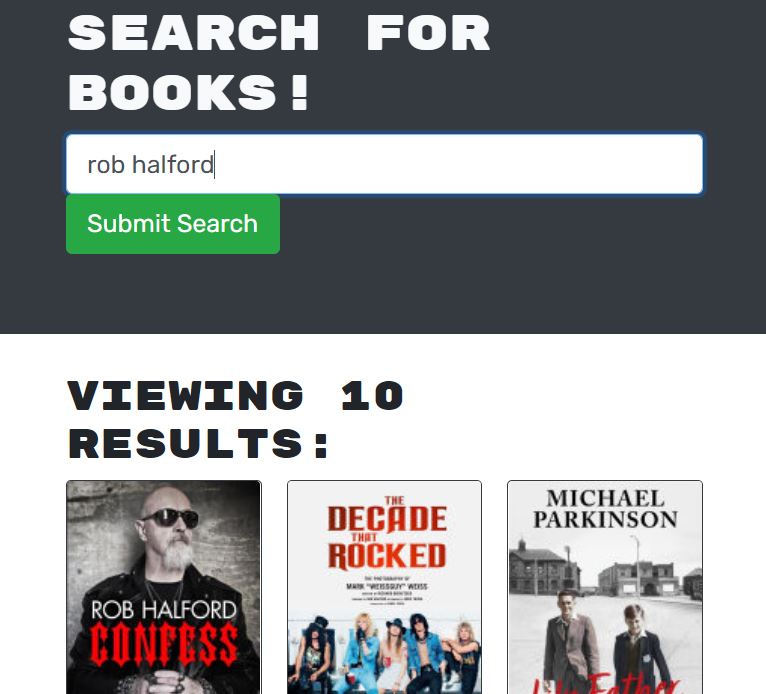 SEARCH FOR
BOOKS!
rob halford
Submit Search
VIEWING 10
RESULTS:
ROB HALFORD
CONFESS
THE
DECADE
THAT
ROCKED
THE PHOTOGRAPHY OF
MARK "WEISSGUY" WEISS
MICHAEL
PARKINSON
Father